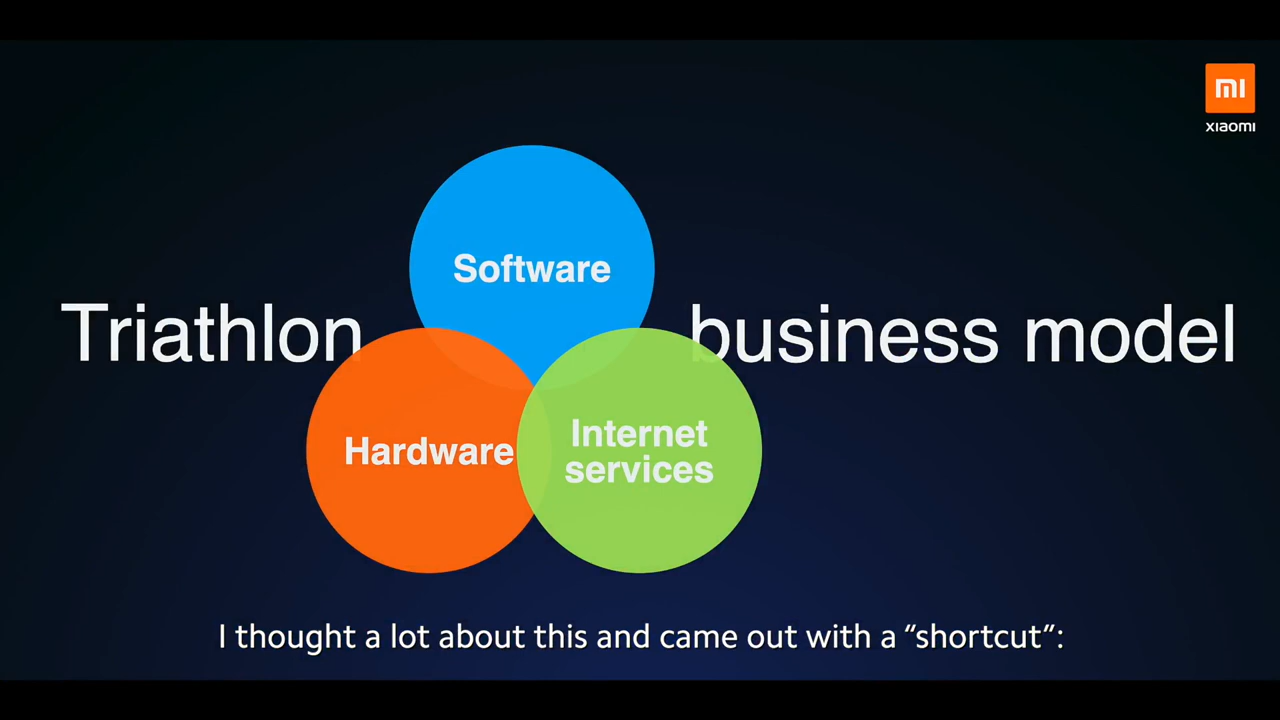 mi
xiaomi
Software
Triathlon business model
Hardware
Internet
services
I thought a lot about this and came out with a “shortcut”: